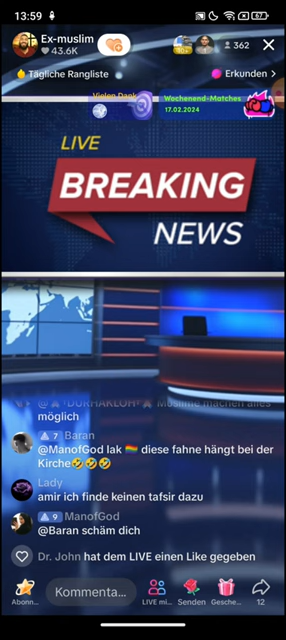 13:59
67
Ex-muslim
43.6K
362
Tägliche Rangliste
Erkunden >
Vielen Dank
Wochenend-Matches
17.02.2024
LIVE
BREAKING
NEWS
Muslime machen alles
möglich
7 Baran
@ManofGod lak 🏳️‍🌈 diese fahne hängt bei der
Kirche🤣🤣🤣
Lady
amir ich finde keinen tafsir dazu
9 ManofGod
@Baran schäm dich
Dr. John hat dem LIVE einen Like gegeben
Abonn...
Kommenta...
LIVE mi...
Senden
Gesche...
12